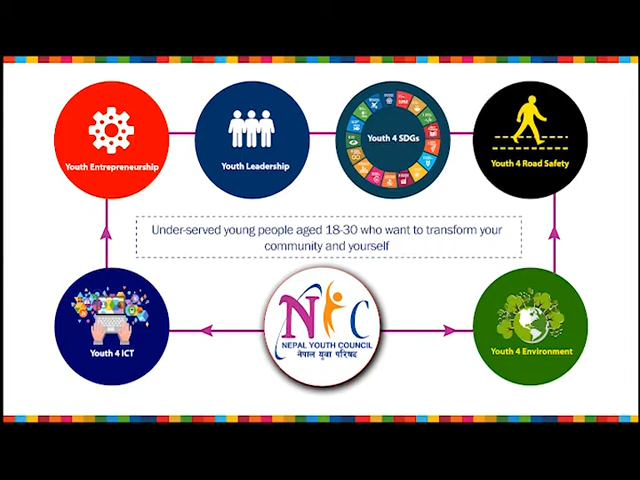 Youth Entrepreneurship
Youth Leadership
Youth 4 SDGs
Youth 4 Road Safety
Under-served young people aged 18-30 who want to transform your
community and yourself
Youth 4 ICT
NYC
NEPAL YOUTH COUNCIL
नेपाल युवा परिषद
Youth 4 Environment